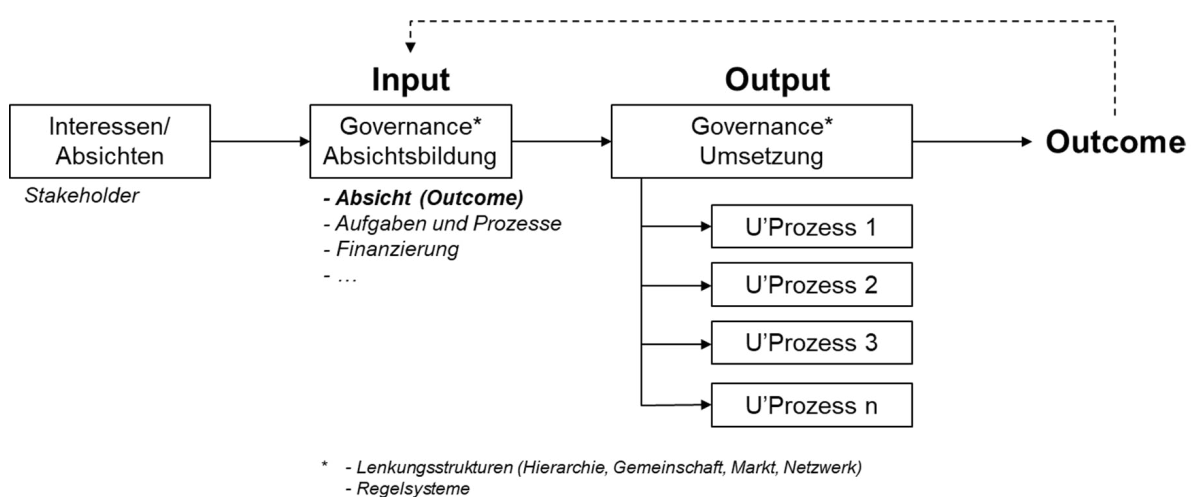 Input
Output
Interessen/
Absichten
Governance*
Absichtsbildung
Governance*
Umsetzung
Outcome
Stakeholder
- Absicht (Outcome)
- Aufgaben und Prozesse
- Finanzierung
- …
U'Prozess 1
U'Prozess 2
U'Prozess 3
U'Prozess n
* - Lenkungsstrukturen (Hierarchie, Gemeinschaft, Markt, Netzwerk)
- Regelsysteme